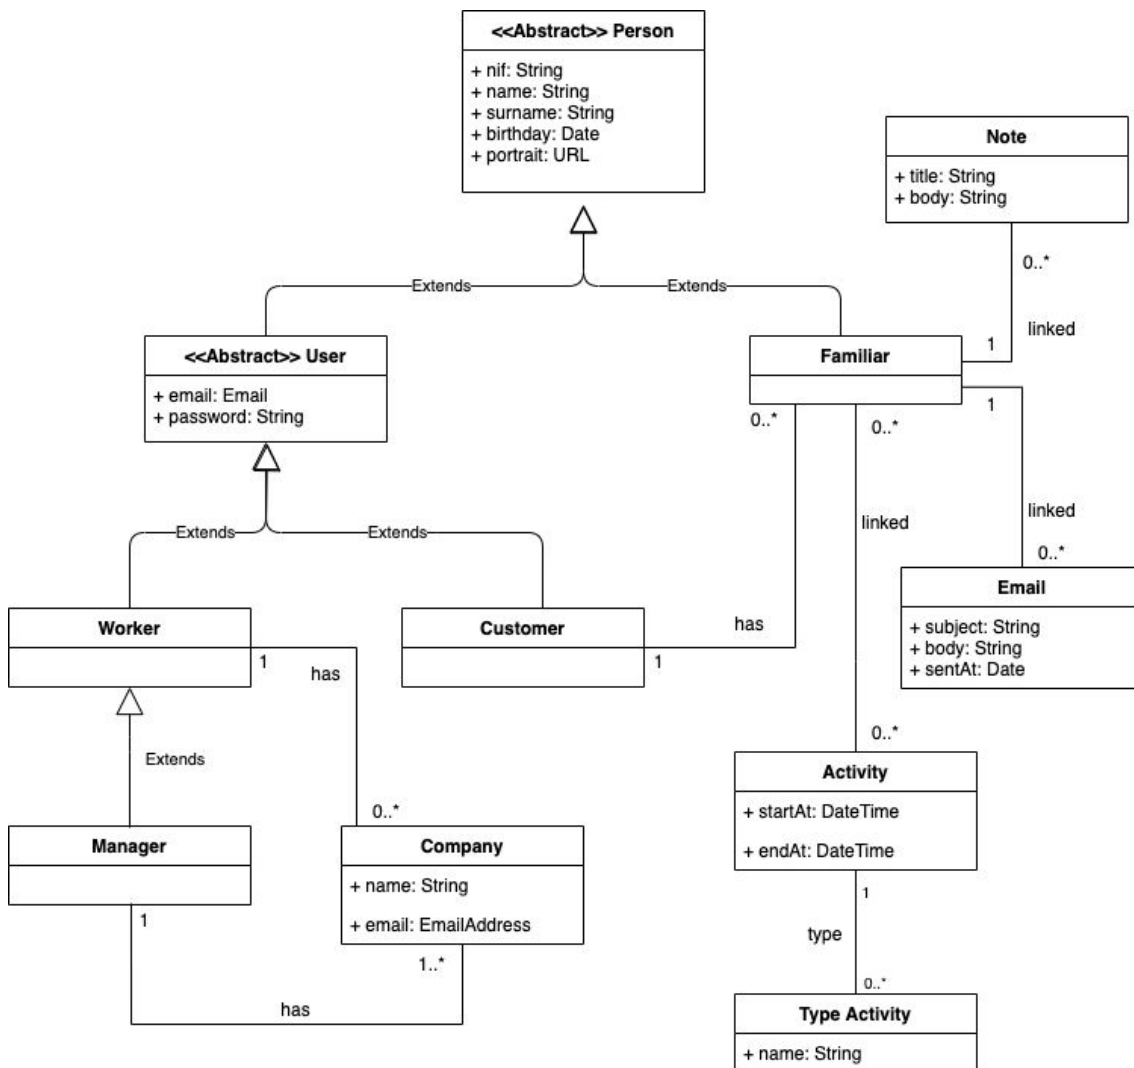 <<Abstract>> Person
+ nif: String
+ name: String
+ surname: String
+ birthday: Date
+ portrait: URL
Note
+ title: String
+ body: String
0..*
linked
1
Extends
Extends
<<Abstract>> User
+ email: Email
+ password: String
Familiar
0..*
0..*
1
linked
linked
0..*
Extends
Extends
Worker
1
has
Customer
1
has
Email
+ subject: String
+ body: String
+ sentAt: Date
Extends
0..*
0..*
Manager
1
Company
+ name: String
+ email: EmailAddress
1..*
has
Activity
+ startAt: DateTime
+ endAt: DateTime
1
type
0..*
Type Activity
+ name: String